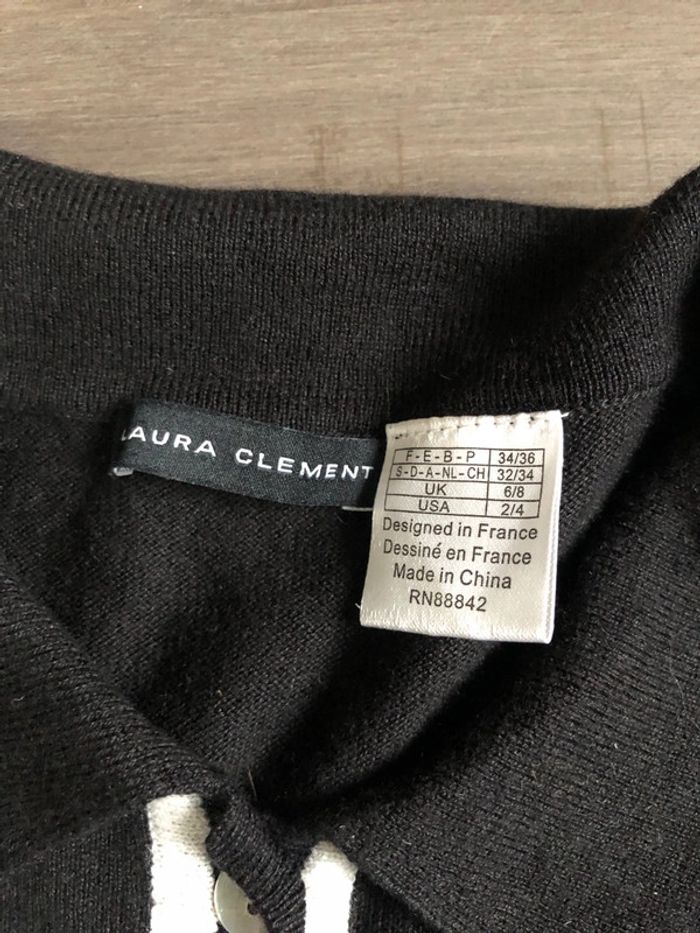 LAURA CLEMENT
F-E-B-P 34/36
S-D-A-NL-CH 32/34
UK 6/8
USA 2/4
Designed in France
Dessiné en France
Made in China
RN88842